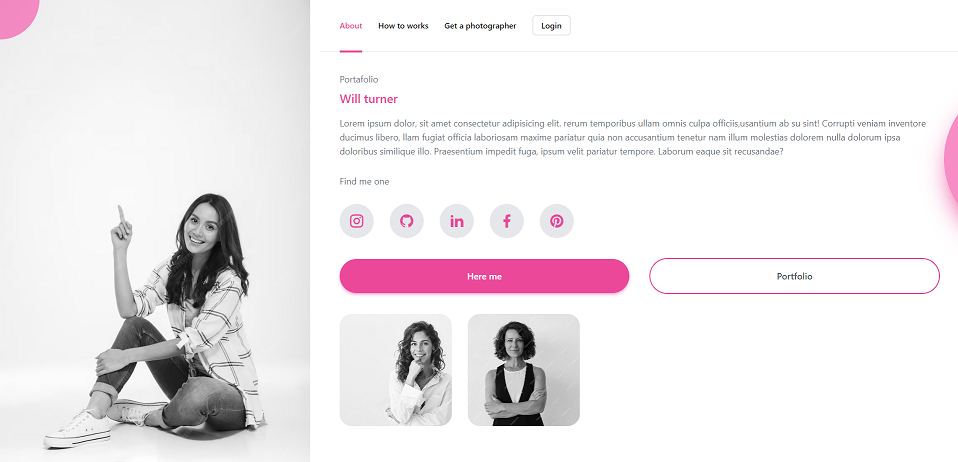 About
How to works
Get a photographer
Login
Portafolio
Will turner
Lorem ipsum dolor, sit amet consectetur adipisicing elit. rerum temporibus ullam omnis culpa officiis,usantium ab su sint! Corrupti veniam inventore
ducimus libero, llam fugiat officia laboriosam maxime pariatur quia non accusantium tenetur nam illum molestias dolorem nulla dolorum ipsa
doloribus similique illo. Praesentium impedit fuga, ipsum velit pariatur tempore. Laborum eaque sit recusandae?
Find me one
Here me
Portfolio